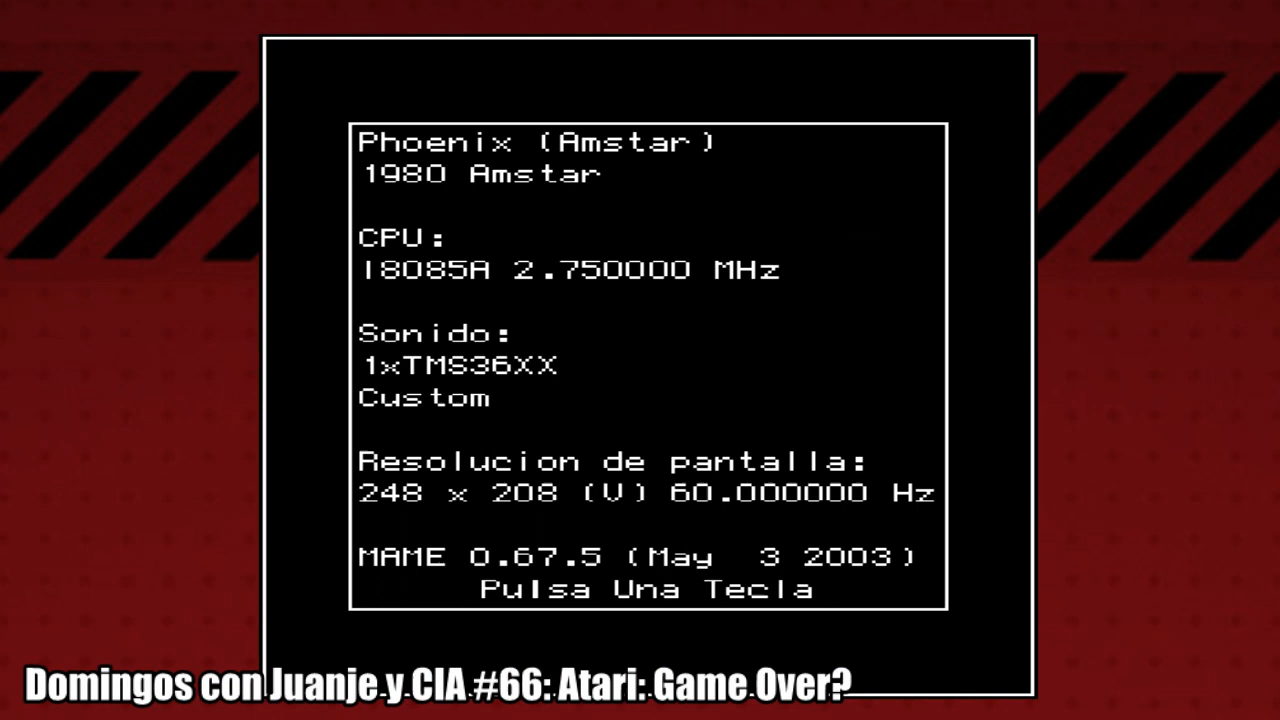 Phoenix (Amstar)
1980 Amstar
CPU:
I8085A 2.750000 MHz
Sonido:
1xTMS36XX
Custom
Resolucion de pantalla:
248 x 208 (V) 60.000000 Hz
MAME 0.67.5 (May  3 2003)
Pulsa Una Tecla
Domingos con Juanje y CIA #66: Atari: Game Over?